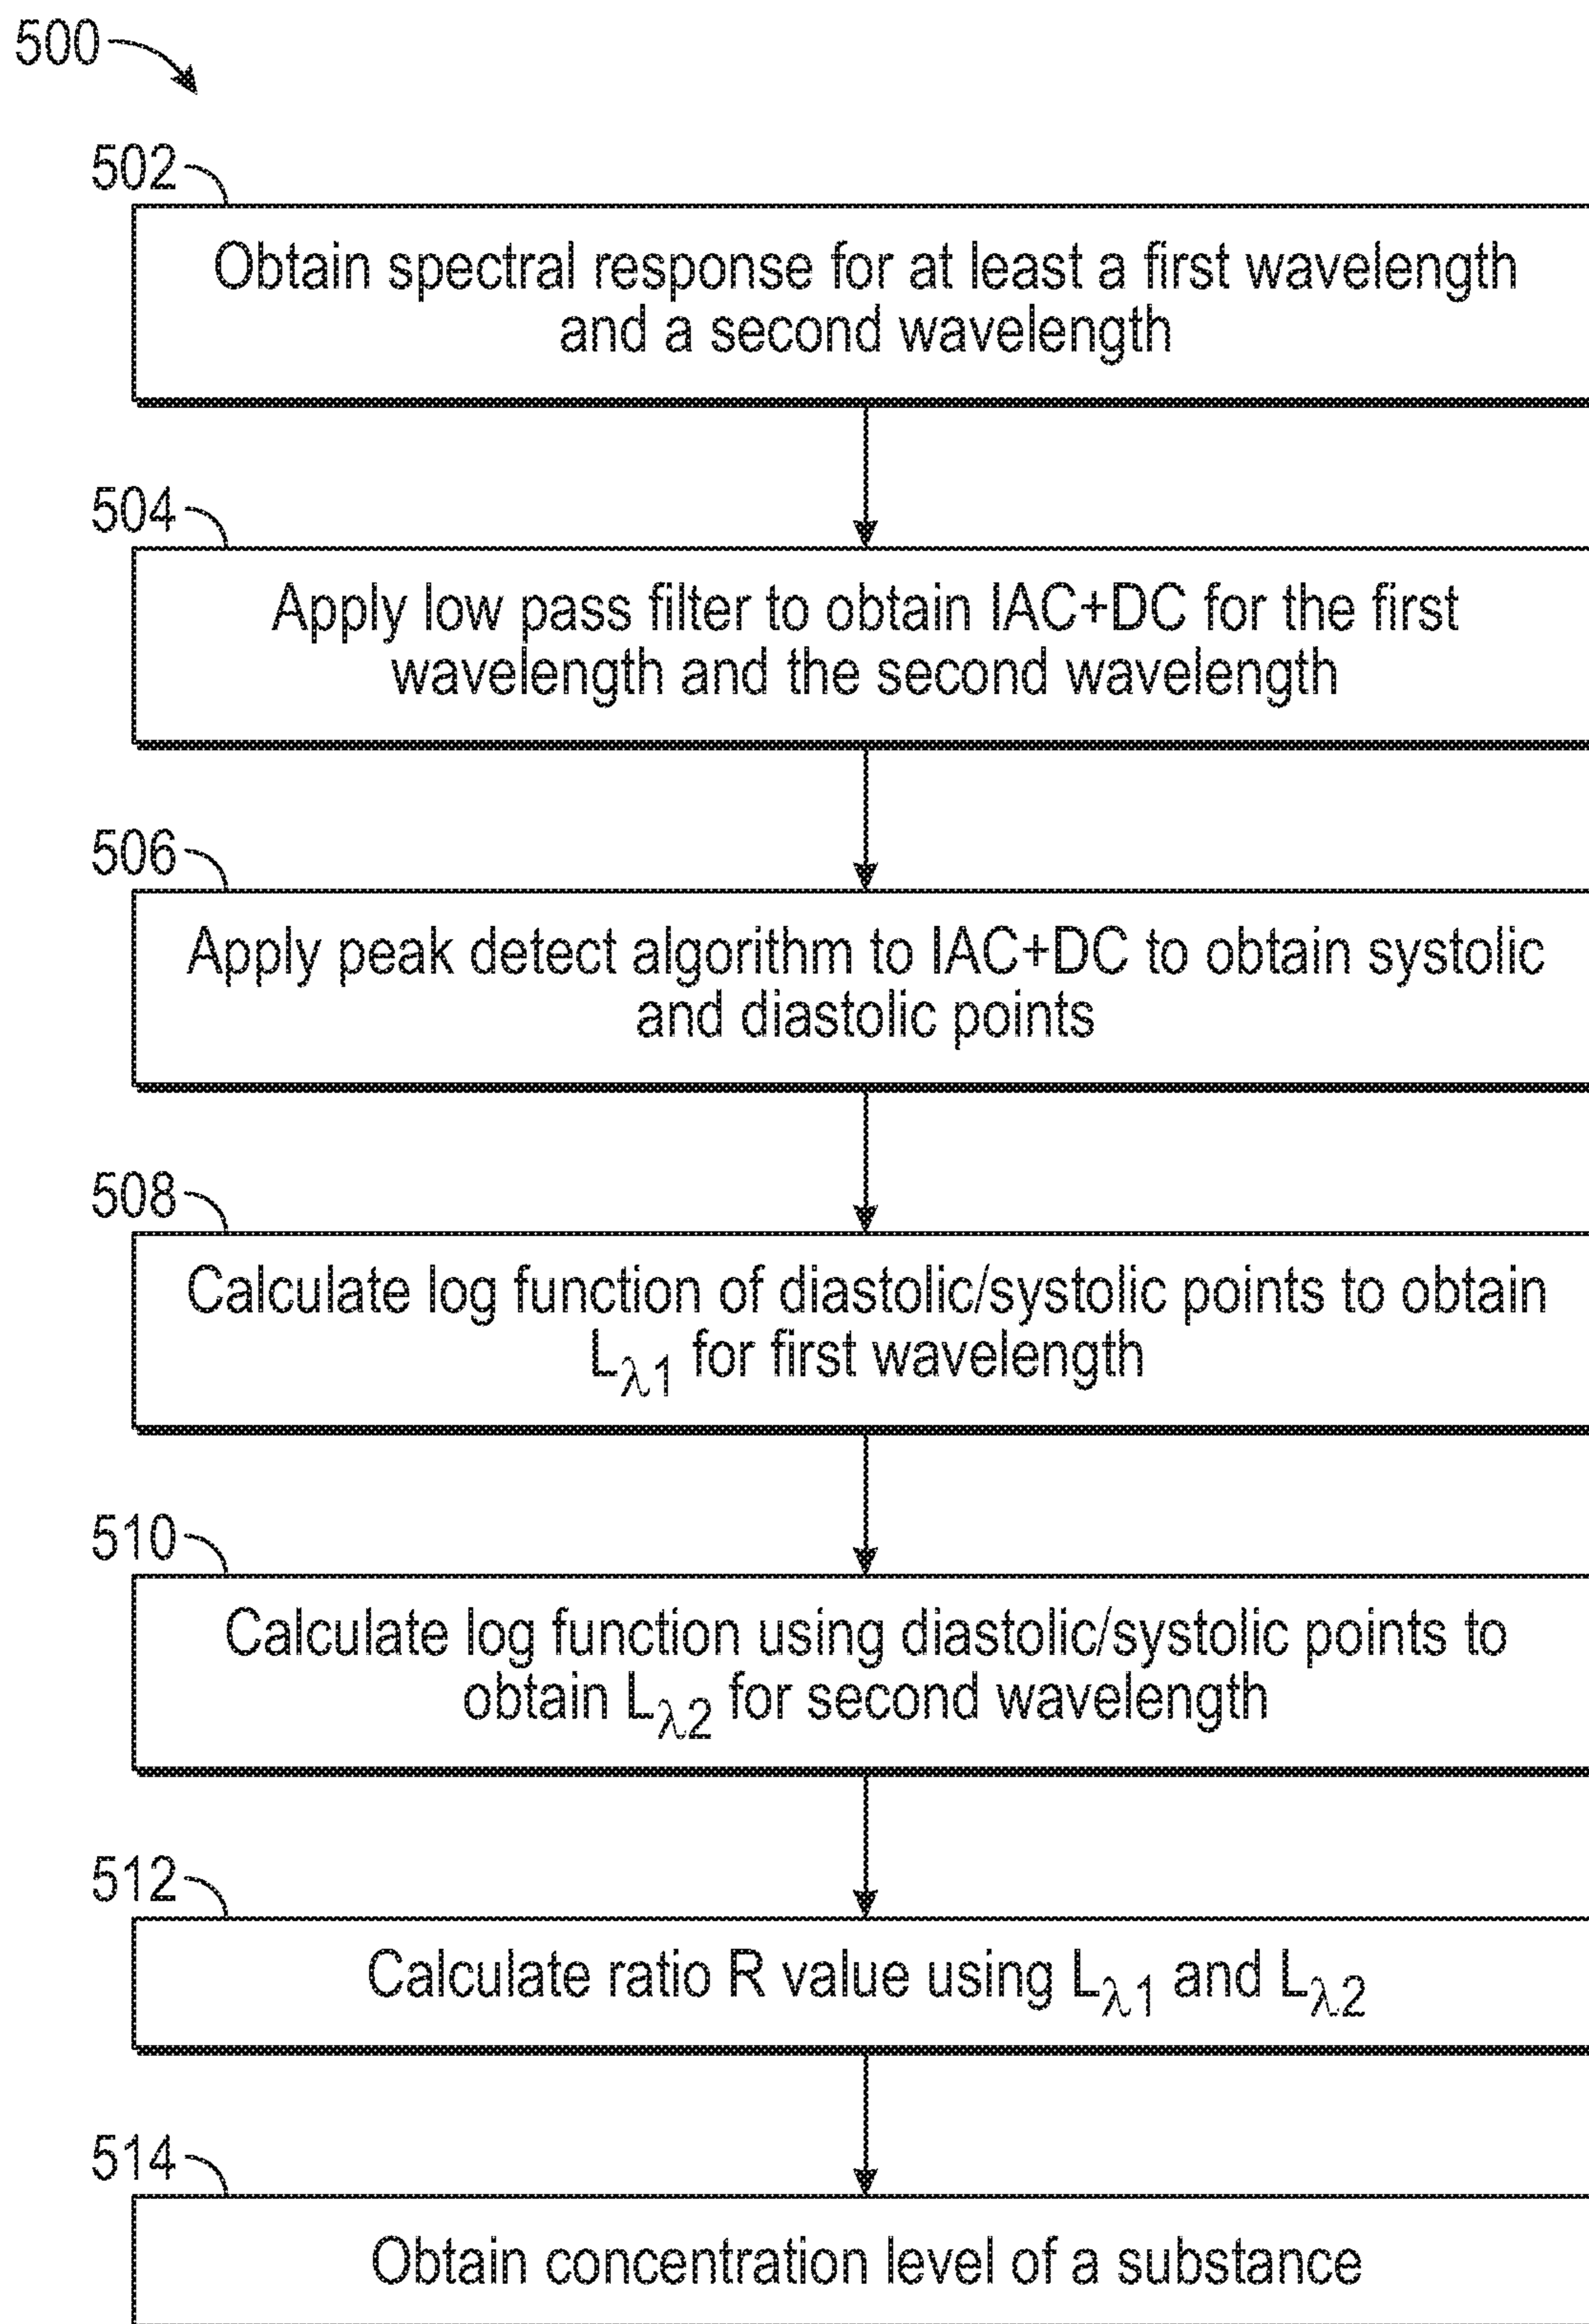 500
502
Obtain spectral response for at least a first wavelength
and a second wavelength
504
Apply low pass filter to obtain IAC+DC for the first
wavelength and the second wavelength
506
Apply peak detect algorithm to IAC+DC to obtain systolic
and diastolic points
508
Calculate log function of diastolic/systolic points to obtain
Lλ1 for first wavelength
510
Calculate log function using diastolic/systolic points to
obtain Lλ2 for second wavelength
512
Calculate ratio R value using Lλ1 and Lλ2
514
Obtain concentration level of a substance